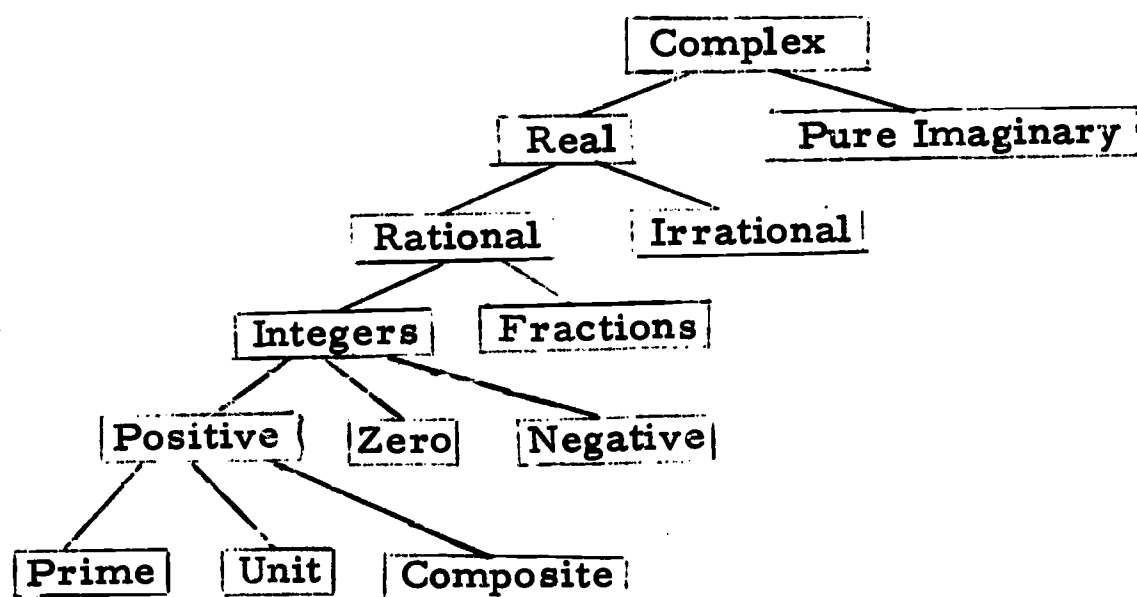 Complex
Real Pure Imaginary
Rational Irrational
Integers Fractions
Positive Zero Negative
Prime Unit Composite